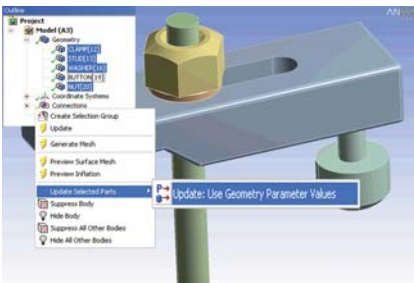 Outline
Project
Model (A3)
Geometry
CLAMP[12]
STUD[13]
WASHER[16]
BUTTON[19]
NUT[20]
Coordinate Systems
Connections
Create Selection Group
Update
Generate Mesh
Preview Surface Mesh
Preview Inflation
Update Selected Parts
Update: Use Geometry Parameter Values
Suppress Body
Hide Body
Suppress All Other Bodies
Hide All Other Bodies
AN